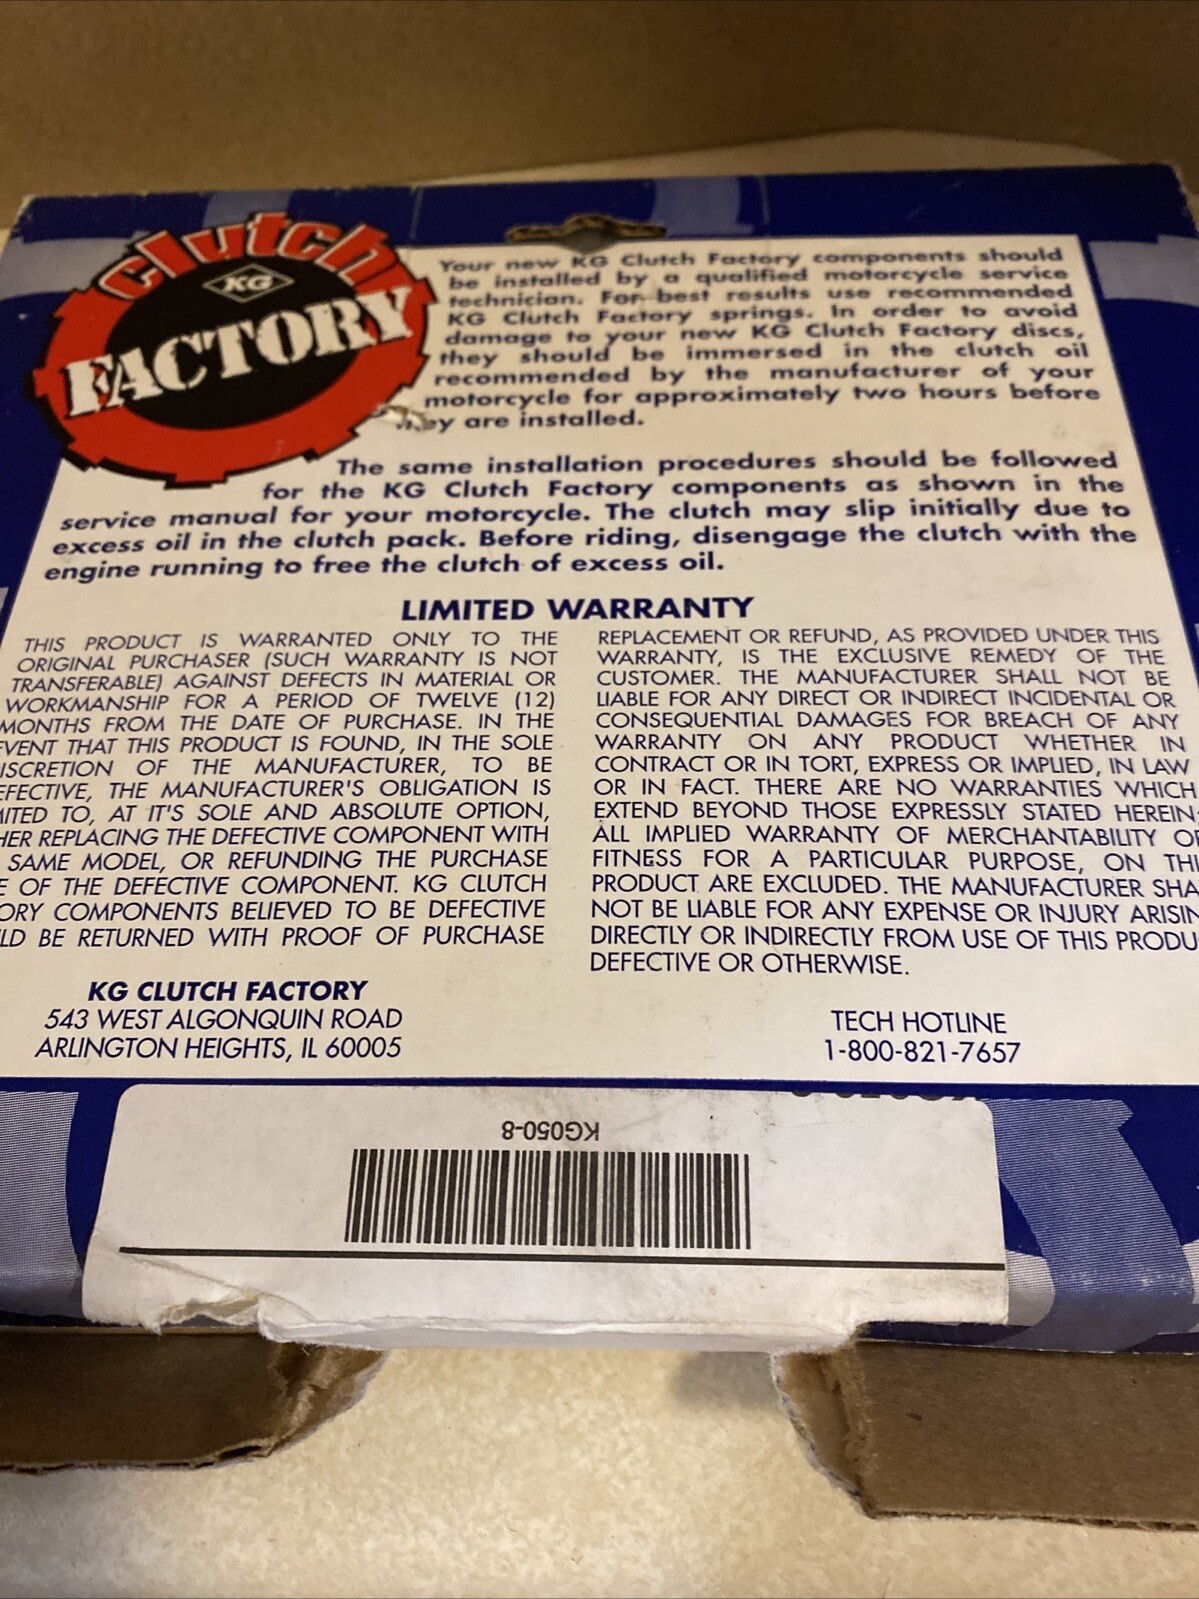 Clutch
KG
FACTORY
Your new KG Clutch Factory components should
be installed by a qualified motorcycle service
technician. For best results use recommended
KG Clutch Factory springs. In order to avoid
damage to your new KG Clutch Factory discs,
they should be immersed in the clutch oil
recommended by the manufacturer of your
motorcycle for approximately two hours before
they are installed.
The same installation procedures should be followed
for the KG Clutch Factory components as shown in the
service manual for your motorcycle. The clutch may slip initially due to
excess oil in the clutch pack. Before riding, disengage the clutch with the
engine running to free the clutch of excess oil.
LIMITED WARRANTY
THIS PRODUCT IS WARRANTED ONLY TO THE
ORIGINAL PURCHASER (SUCH WARRANTY IS NOT
TRANSFERABLE) AGAINST DEFECTS IN MATERIAL OR
WORKMANSHIP FOR A PERIOD OF TWELVE (12)
MONTHS FROM THE DATE OF PURCHASE. IN THE
EVENT THAT THIS PRODUCT IS FOUND, IN THE SOLE
ISCRETION OF THE MANUFACTURER, TO BE
EFECTIVE, THE MANUFACTURER'S OBLIGATION IS
MITED TO, AT IT'S SOLE AND ABSOLUTE OPTION,
HER REPLACING THE DEFECTIVE COMPONENT WITH
SAME MODEL, OR REFUNDING THE PURCHASE
E OF THE DEFECTIVE COMPONENT. KG CLUTCH
ORY COMPONENTS BELIEVED TO BE DEFECTIVE
LD BE RETURNED WITH PROOF OF PURCHASE
KG CLUTCH FACTORY
543 WEST ALGONQUIN ROAD
ARLINGTON HEIGHTS, IL 60005
REPLACEMENT OR REFUND, AS PROVIDED UNDER THIS
WARRANTY, IS THE EXCLUSIVE REMEDY OF THE
CUSTOMER. THE MANUFACTURER SHALL NOT BE
LIABLE FOR ANY DIRECT OR INDIRECT INCIDENTAL OR
CONSEQUENTIAL DAMAGES FOR BREACH OF ANY
WARRANTY ON ANY PRODUCT WHETHER IN
CONTRACT OR IN TORT, EXPRESS OR IMPLIED, IN LAW
OR IN FACT. THERE ARE NO WARRANTIES WHICH
EXTEND BEYOND THOSE EXPRESSLY STATED HEREIN;
ALL IMPLIED WARRANTY OF MERCHANTABILITY OR
FITNESS FOR A PARTICULAR PURPOSE, ON THI
PRODUCT ARE EXCLUDED. THE MANUFACTURER SHA
NOT BE LIABLE FOR ANY EXPENSE OR INJURY ARISIN
DIRECTLY OR INDIRECTLY FROM USE OF THIS PRODU
DEFECTIVE OR OTHERWISE.
TECH HOTLINE
1-800-821-7657
KG050-8